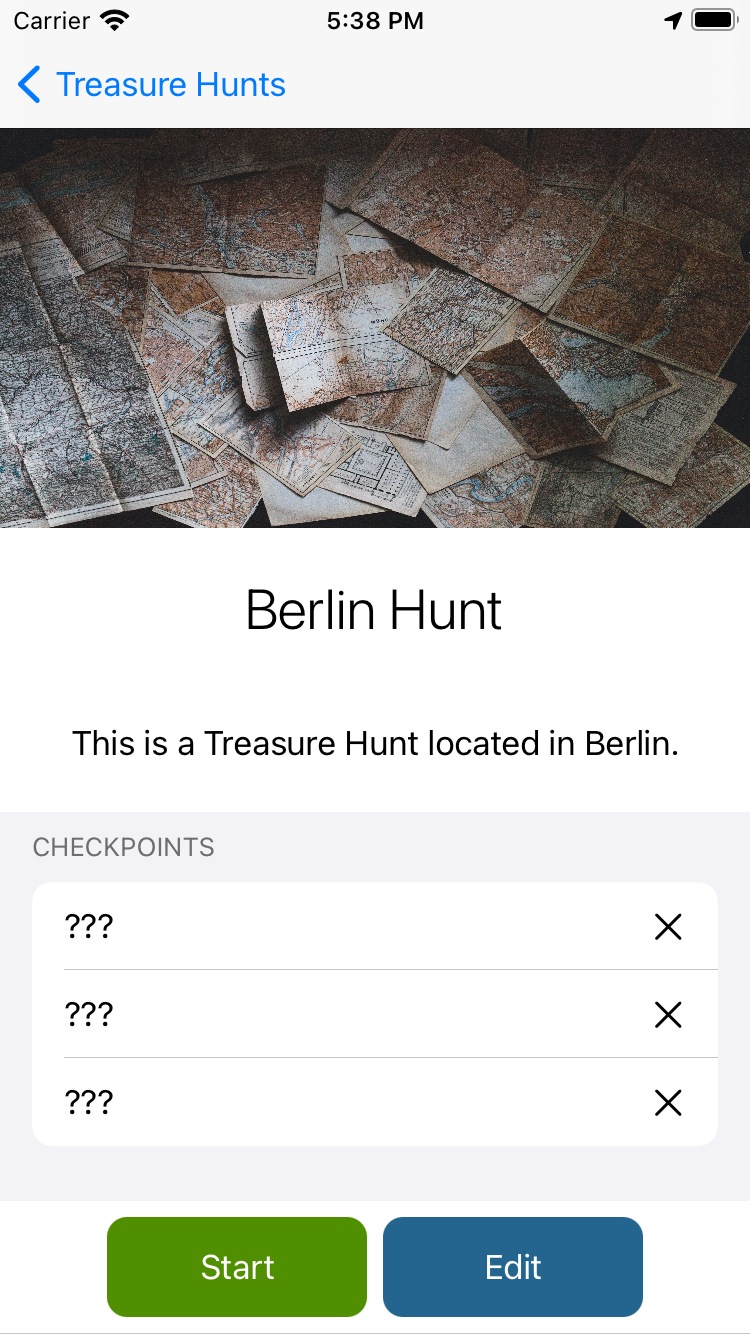 Carrier 5:38 PM
Treasure Hunts
Berlin Hunt
This is a Treasure Hunt located in Berlin.
CHECKPOINTS
???
???
???
Start Edit